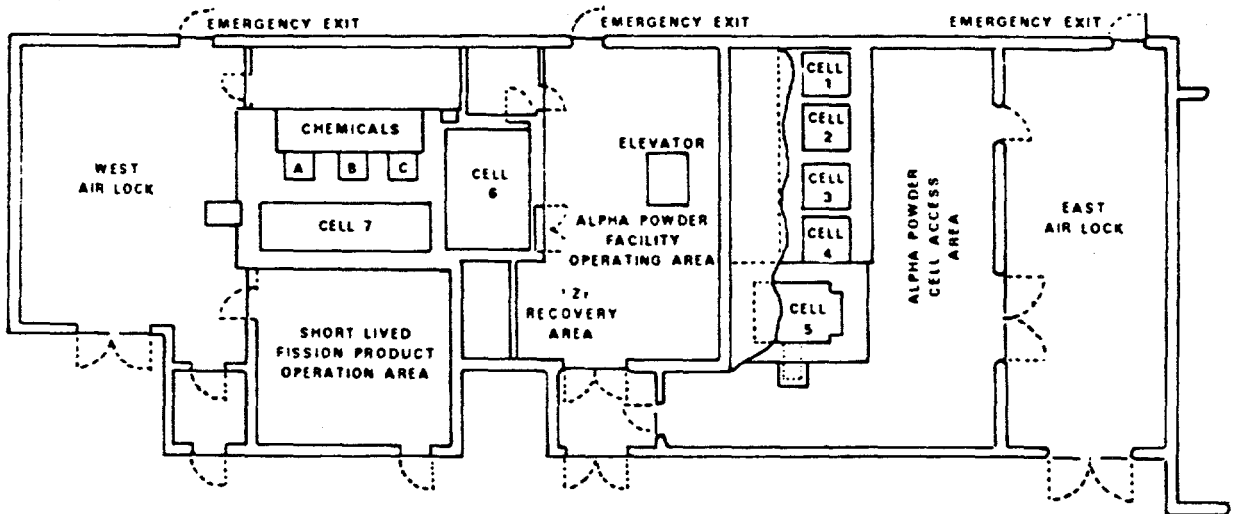 EMERGENCY EXIT
EMERGENCY EXIT
EMERGENCY EXIT
WEST
AIR LOCK
CHEMICALS
A
B
C
CELL 7
CELL
6
ELEVATOR
ALPHA POWDER
FACILITY
OPERATING AREA
' Zr
RECOVERY
AREA
SHORT LIVED
FISSION PRODUCT
OPERATION AREA
CELL
1
CELL
2
CELL
3
CELL
4
CELL
5
ALPHA POWDER
CELL ACCESS
AREA
EAST
AIR LOCK